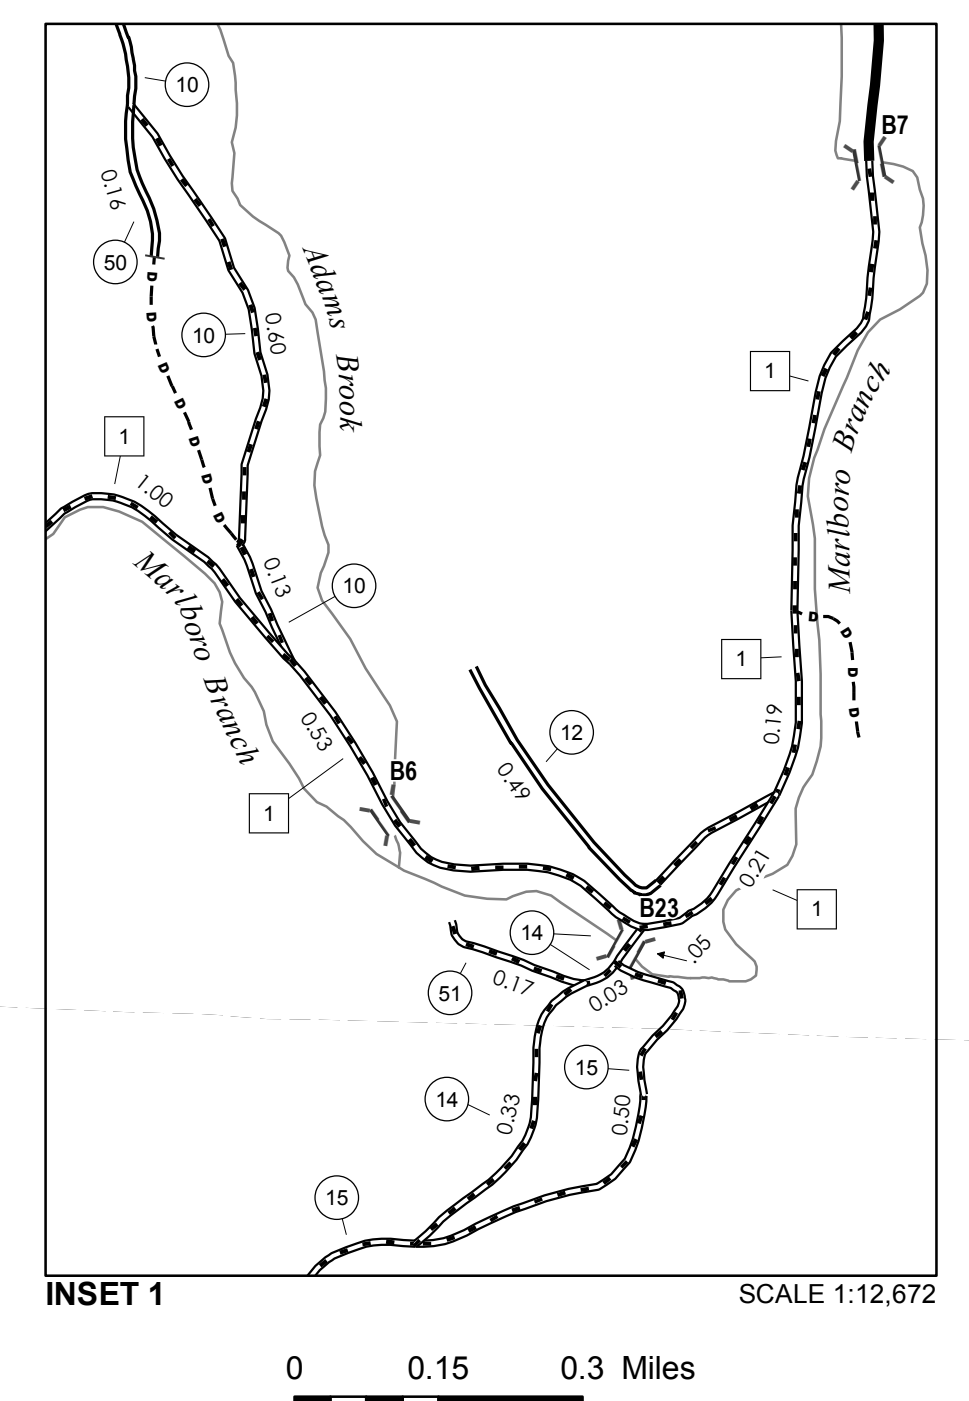 10
B7
0.16
50
Adams Brook
10
0.60
1
Marlboro Branch
1
1.00
0.13
10
Marlboro Branch
1
0.53
12
0.19
B6
0.49
1
0.21
B23
1
14
.05
51
0.17
0.03
15
14
0.33
0.50
15
D
D
D
D
D
D
D
D
D
D
D
INSET 1
SCALE 1:12,672
0 0.15 0.3 Miles